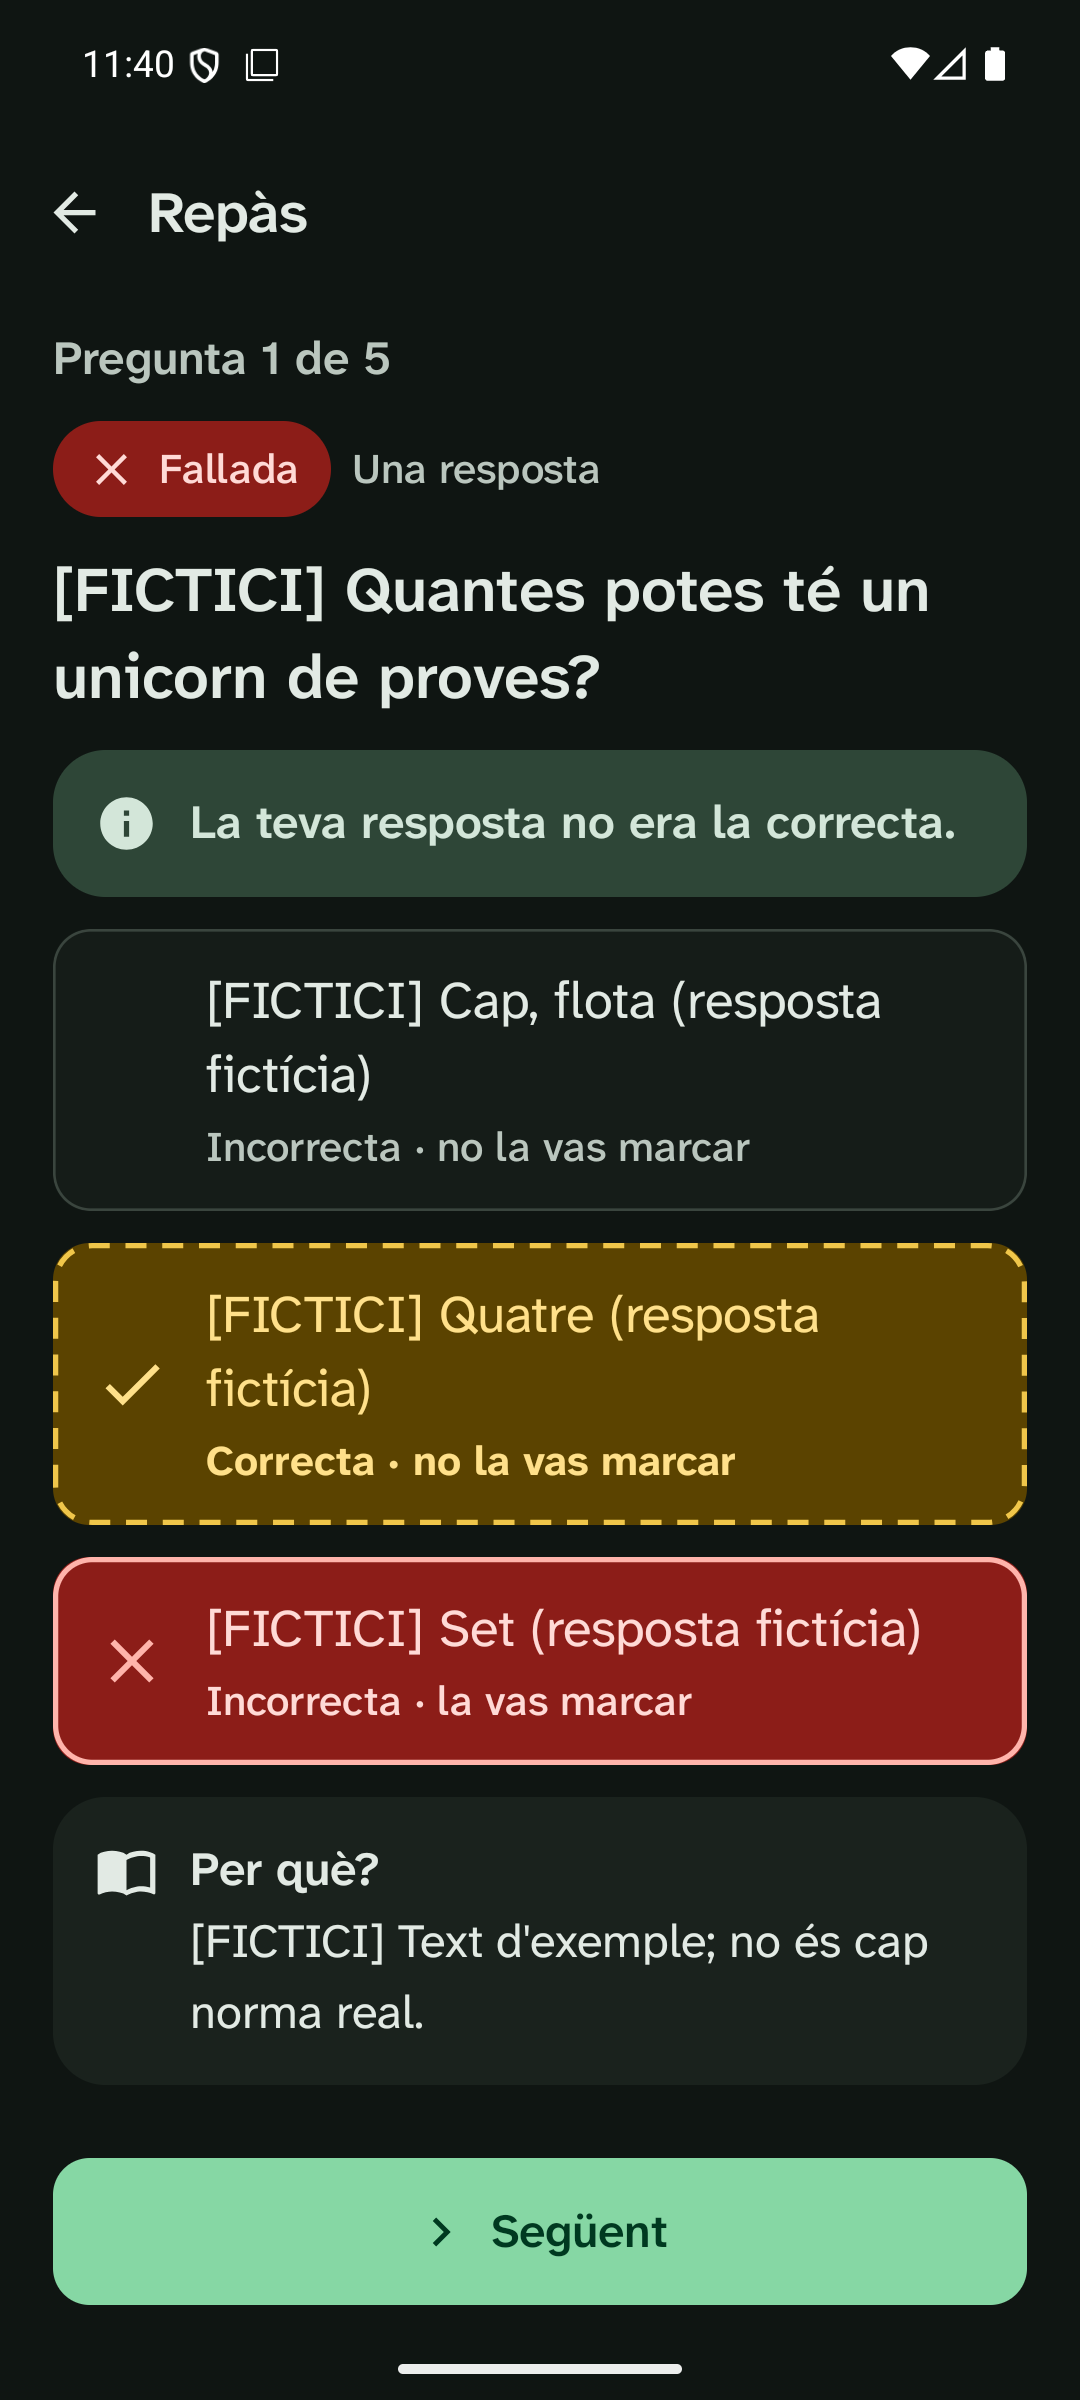 11:40
Repàs
Pregunta 1 de 5
Fallada
Una resposta
[FICTICI] Quantes potes té un
unicorn de proves?
La teva resposta no era la correcta.
[FICTICI] Cap, flota (resposta
fictícia)
Incorrecta · no la vas marcar
[FICTICI] Quatre (resposta
fictícia)
Correcta · no la vas marcar
[FICTICI] Set (resposta fictícia)
Incorrecta · la vas marcar
Per què?
[FICTICI] Text d'exemple; no és cap
norma real.
Següent